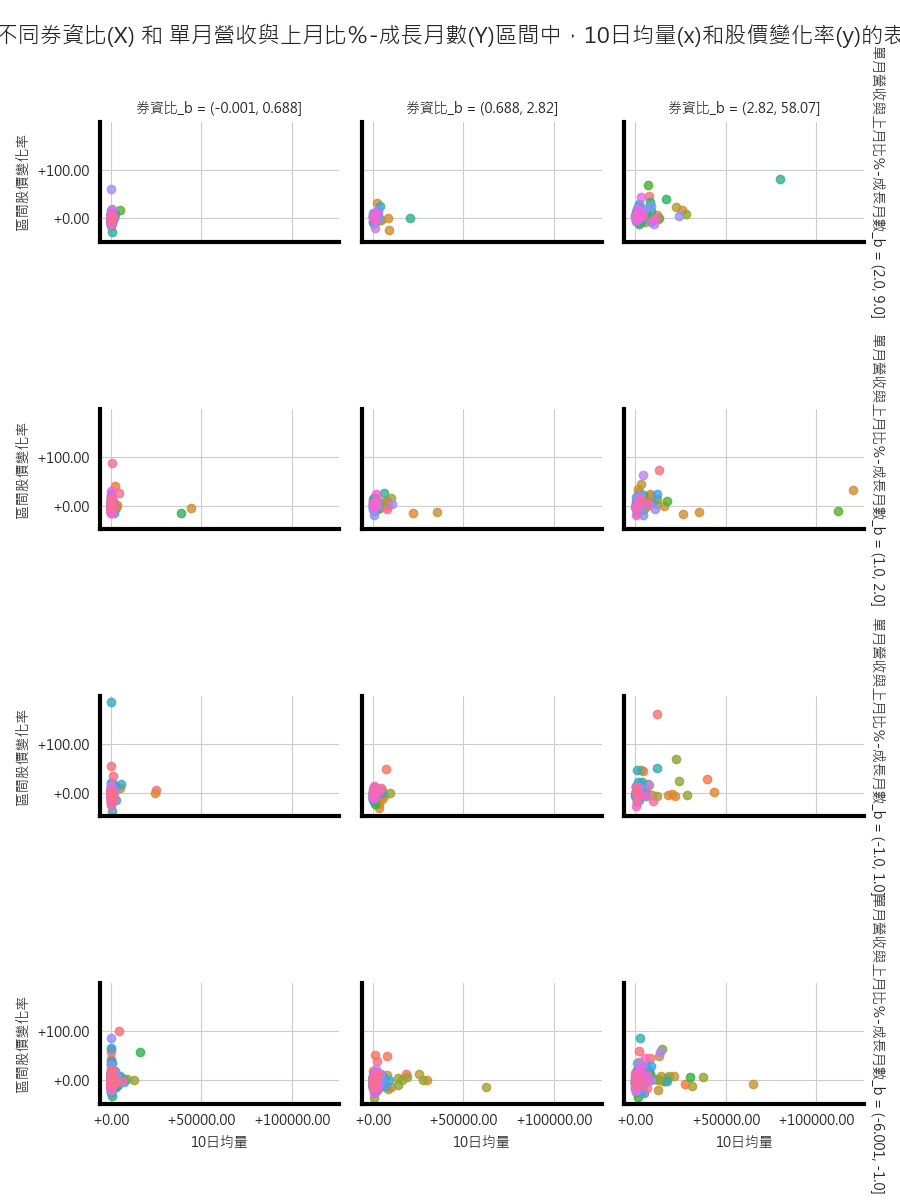 不同券資比(X) 和 單月營收與上月比%-成長月數(Y)區間中，10日均量(x)和股價變化率(y)的表
券資比_b = (-0.001, 0.688]
券資比_b = (0.688, 2.82]
券資比_b = (2.82, 58.07]
區間股價變化率
+100.00
+0.00
單月營收與上月比%-成長月數_b = (2.0, 9.0]
區間股價變化率
+100.00
+0.00
單月營收與上月比%-成長月數_b = (1.0, 2.0]
區間股價變化率
+100.00
+0.00
單月營收與上月比%-成長月數_b = (-1.0, 1.0]
區間股價變化率
+100.00
+0.00
單月營收與上月比%-成長月數_b = (-6.001, -1.0]
+0.00 +50000.00 +100000.00
+0.00 +50000.00 +100000.00
+0.00 +50000.00 +100000.00
10日均量
10日均量
10日均量